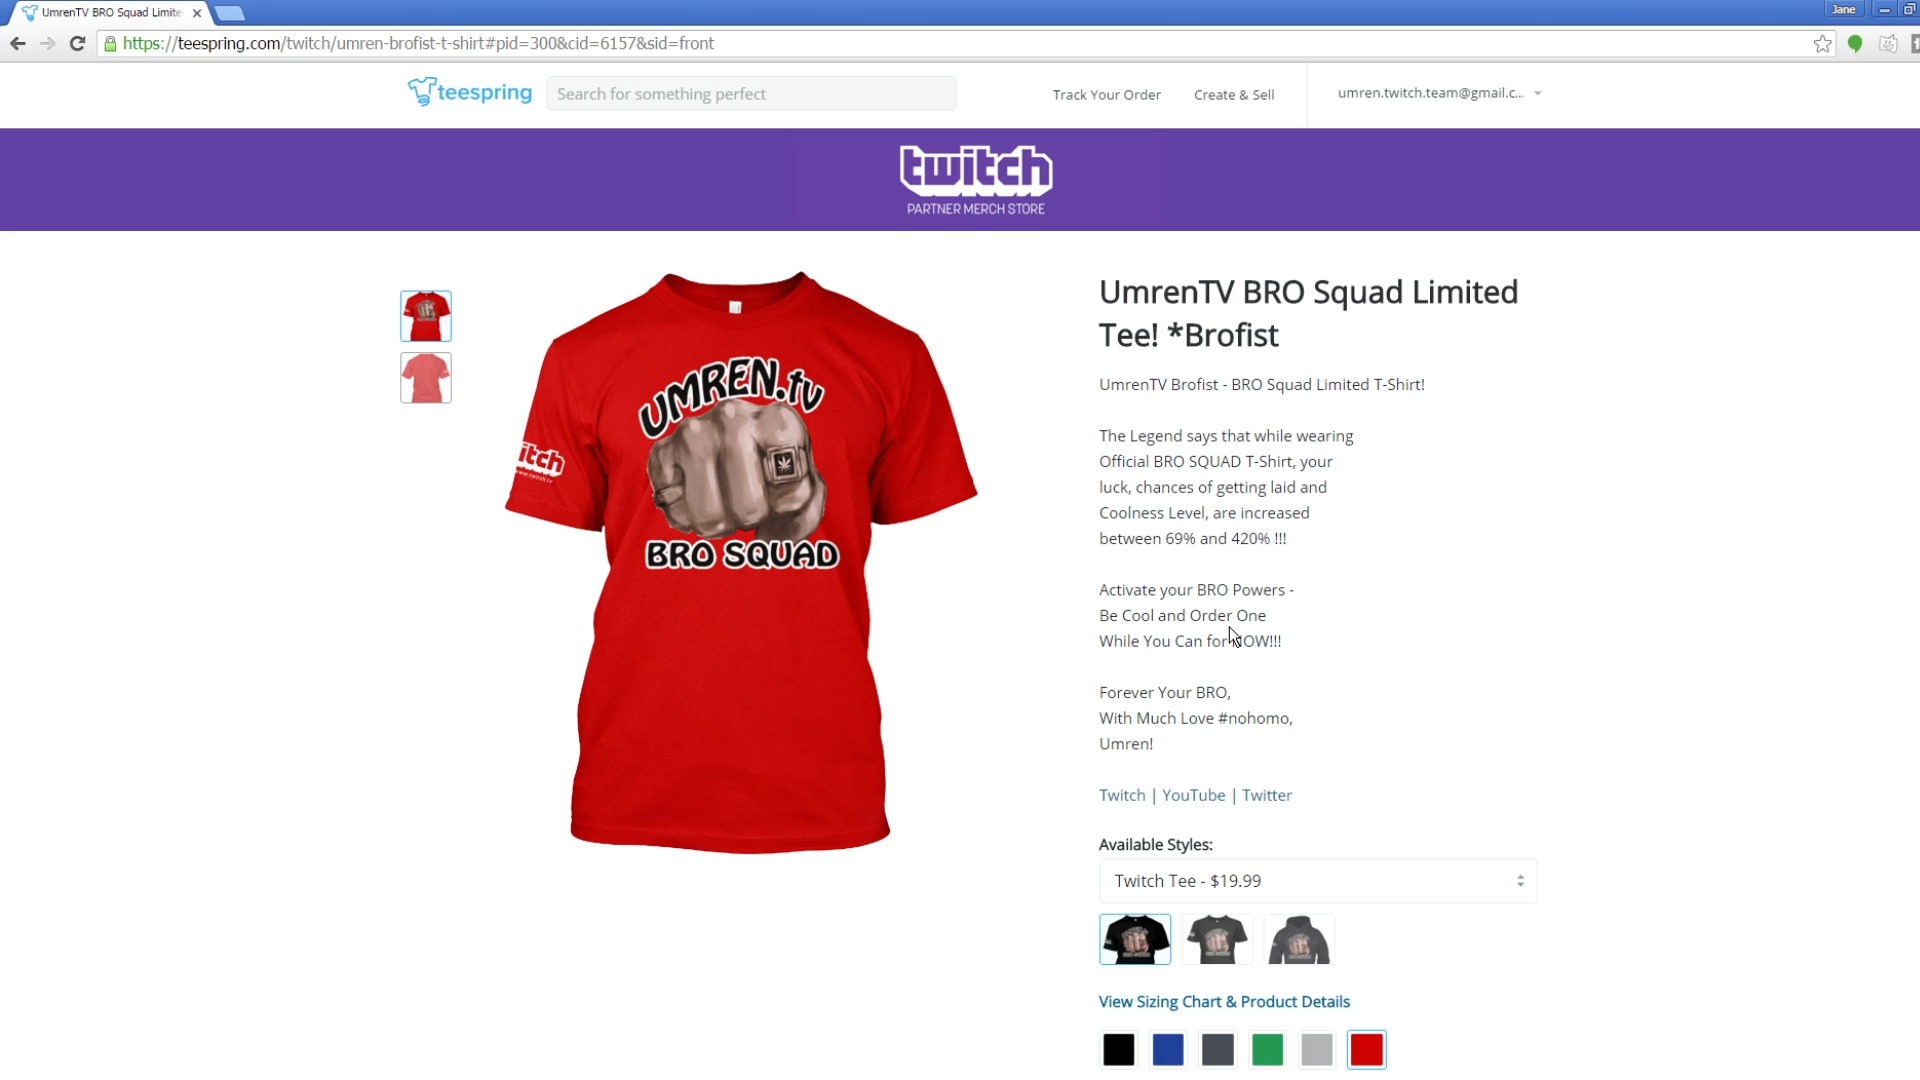 UmrenTV BRO Squad Limite
Jane
https://teespring.com/twitch/umren-brofist-t-shirt#pid=300&cid=6157&sid=front
teespring
Search for something perfect
Track Your Order
Create & Sell
umren.twitch.team@gmail.c...
twitch
PARTNER MERCH STORE
UMREN.tv
itch
www.twitch.tv
BRO SQUAD
UmrenTV BRO Squad Limited
Tee! *Brofist
UmrenTV Brofist - BRO Squad Limited T-Shirt!
The Legend says that while wearing
Official BRO SQUAD T-Shirt, your
luck, chances of getting laid and
Coolness Level, are increased
between 69% and 420% !!!
Activate your BRO Powers -
Be Cool and Order One
While You Can for NOW!!!
Forever Your BRO,
With Much Love #nohomo,
Umren!
Twitch | YouTube | Twitter
Available Styles:
Twitch Tee - $19.99
View Sizing Chart & Product Details